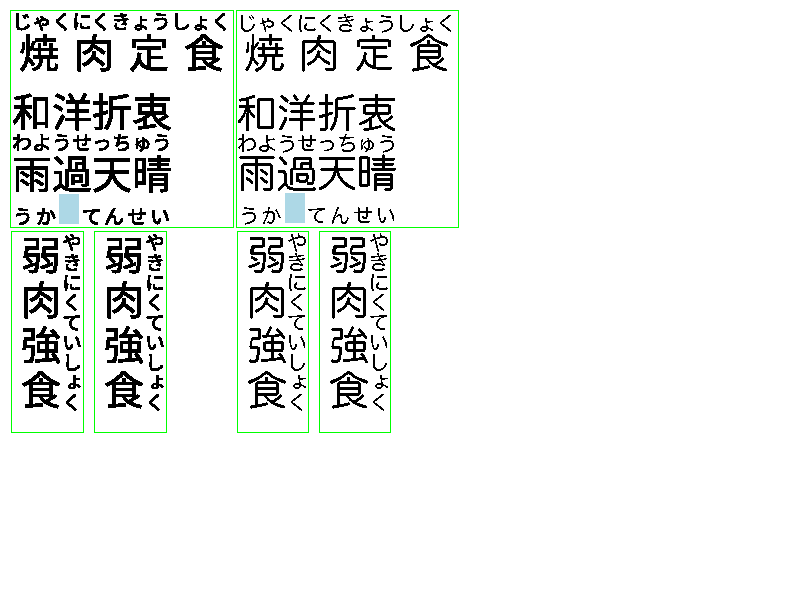 じゃくにくきょうしょく
焼肉定食
和洋折衷
わようせっちゅう
雨過天晴
うか てんせい
じゃくにくきょうしょく
焼肉定食
和洋折衷
わようせっちゅう
雨過天晴
うか てんせい
弱肉強食
やきにくていしょく
弱肉強食
やきにくていしょく
弱肉強食
やきにくていしょく
弱肉強食
やきにくていしょく